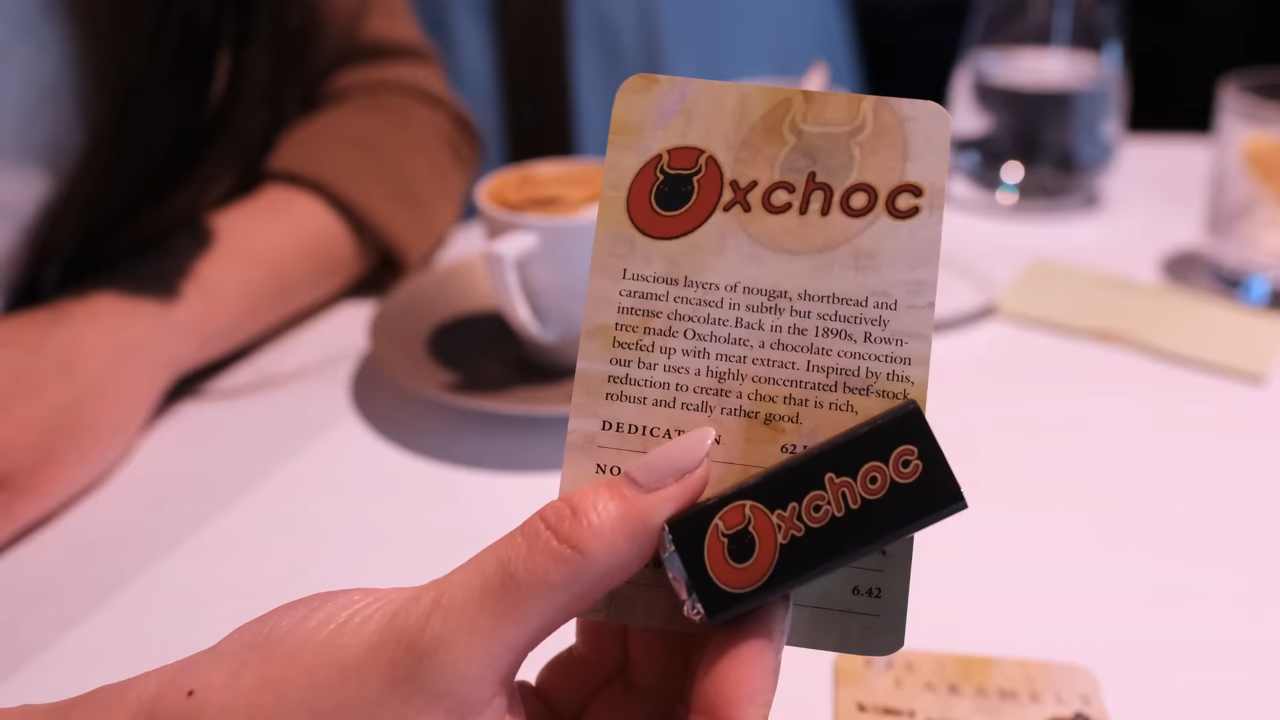 Oxchoc
Luscious layers of nougat, shortbread and
caramel encased in subtly but seductively
intense chocolate.Back in the 1890s, Rown-
tree made Oxcholate, a chocolate concoction
beefed up with meat extract. Inspired by this,
our bar uses a highly concentrated beef-stock
reduction to create a choc that is rich,
robust and really rather good.
62
Oxchoc
6.42
CARAMELS